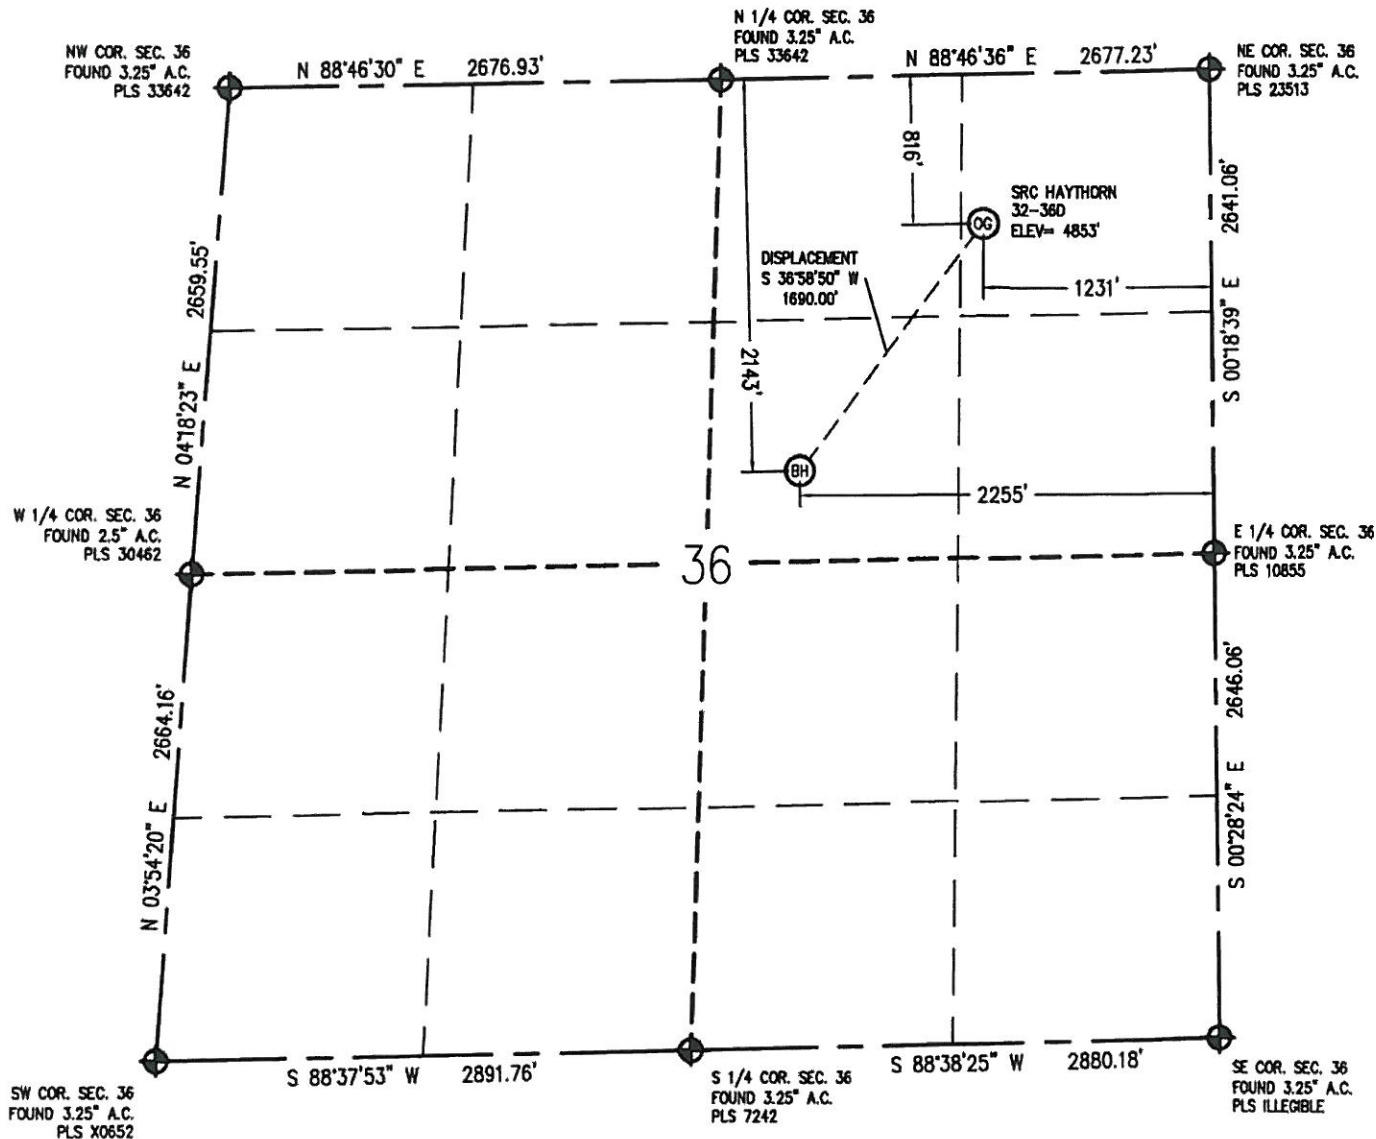 N 1/4 COR. SEC. 36
FOUND 3.25" A.C.
PLS 33642
NW COR. SEC. 36
FOUND 3.25" A.C.
PLS 33642
N 88°46'30" E 2676.93'
N 88°46'36" E 2677.23'
NE COR. SEC. 36
FOUND 3.25" A.C.
PLS 23513
816'
2641.06'
SRC HAYTHORN
32-36D
ELEV= 4853'
OG
2659.55'
DISPLACEMENT
S 36°58'50" W
1690.00'
1231'
S 00°18'39" E
2143'
N 04°18'23" E
BH
2255'
W 1/4 COR. SEC. 36
FOUND 2.5" A.C.
PLS 30462
36
E 1/4 COR. SEC. 36
FOUND 3.25" A.C.
PLS 10855
2664.16'
2646.06'
N 03°54'20" E
S 00°28'24" E
S 88°37'53" W 2891.76'
S 88°38'25" W 2880.18'
SW COR. SEC. 36
FOUND 3.25" A.C.
PLS X0652
S 1/4 COR. SEC. 36
FOUND 3.25" A.C.
PLS 7242
SE COR. SEC. 36
FOUND 3.25" A.C.
PLS ILLEGIBLE